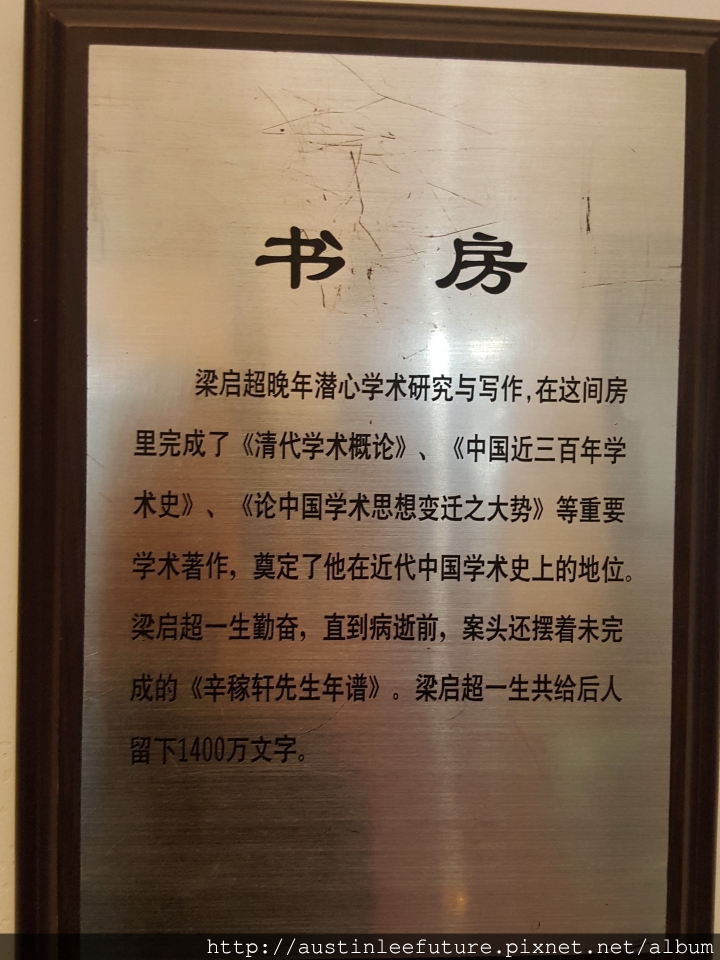 书 房
梁启超晚年潜心学术研究与写作,在这间房
里完成了《清代学术概论》、《中国近三百年学
术史》、《论中国学术思想变迁之大势》等重要
学术著作，奠定了他在近代中国学术史上的地位。
梁启超一生勤奋，直到病逝前，案头还摆着未完
成的《辛稼轩先生年谱》。梁启超一生共给后人
留下1400万文字。
http://austinleefuture.pixnet.net/album